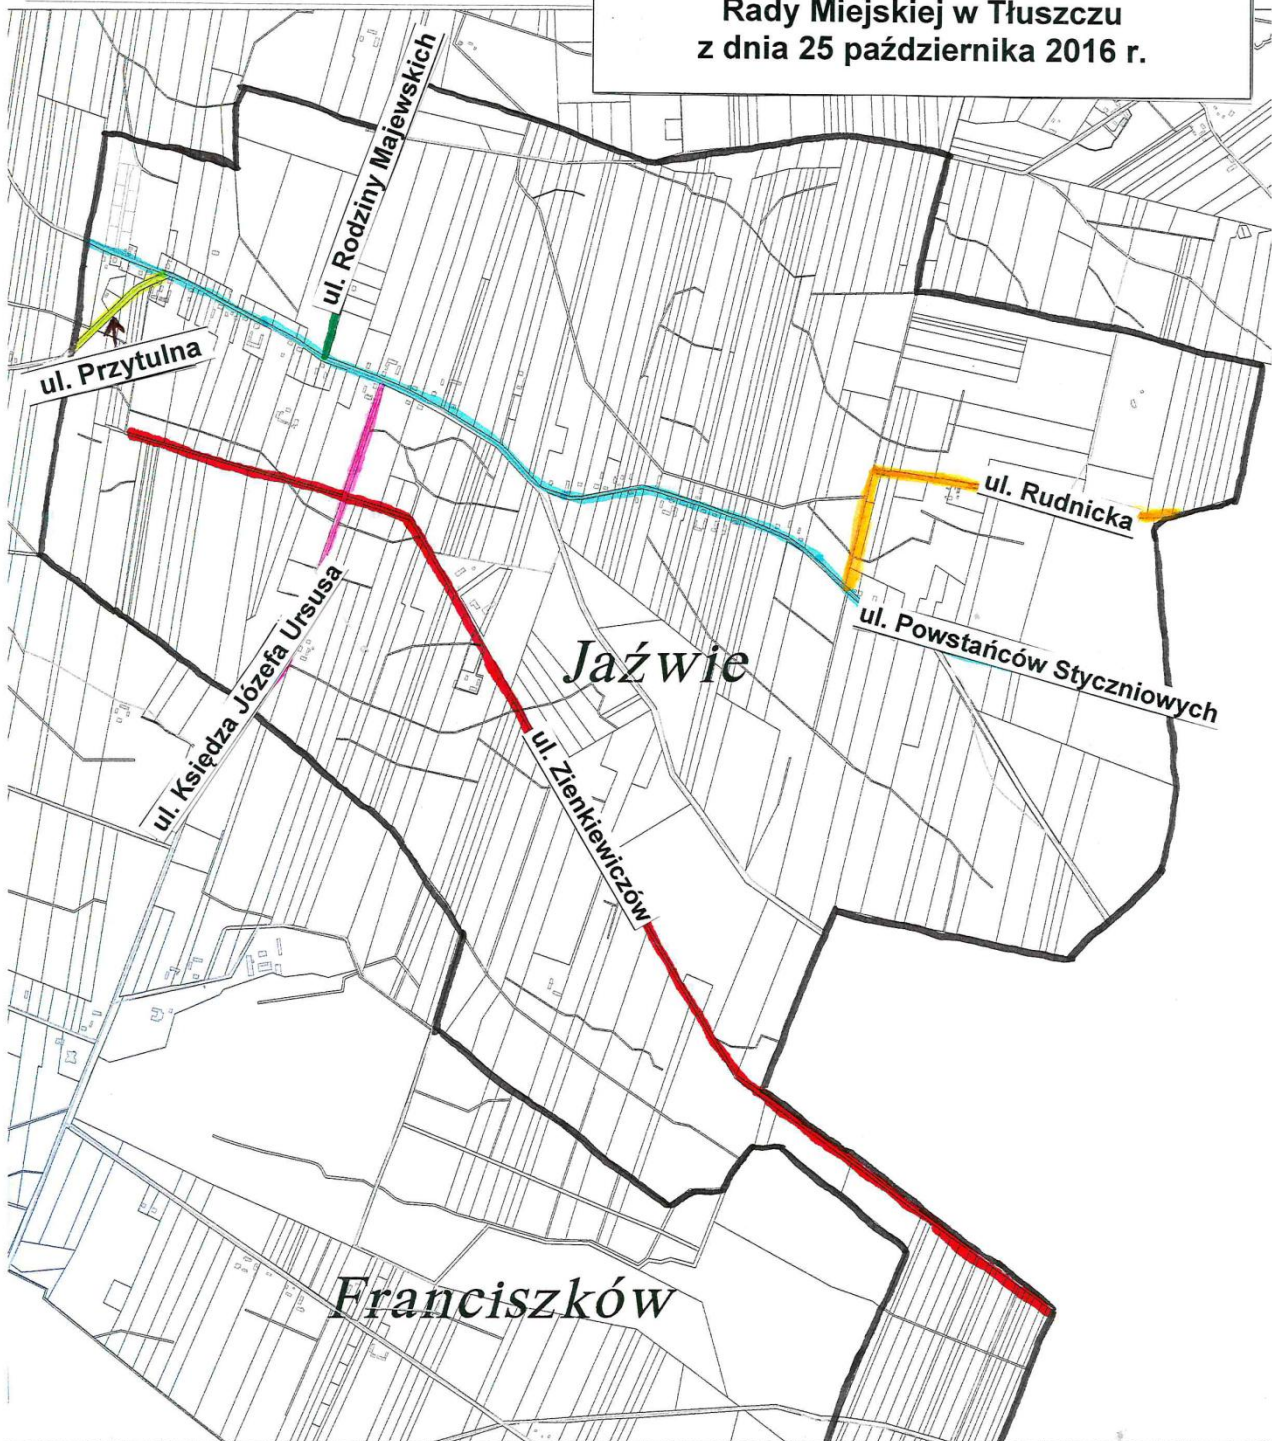 Rady Miejskiej w Tłuszczu
z dnia 25 października 2016 r.
ul. Rodziny Majewskich
ul. Przytulna
ul. Rudnicka
ul. Powstańców Styczniowych
Jaźwie
ul. Księdza Józefa Ursusa
ul. Zienkiewiczów
Franciszków